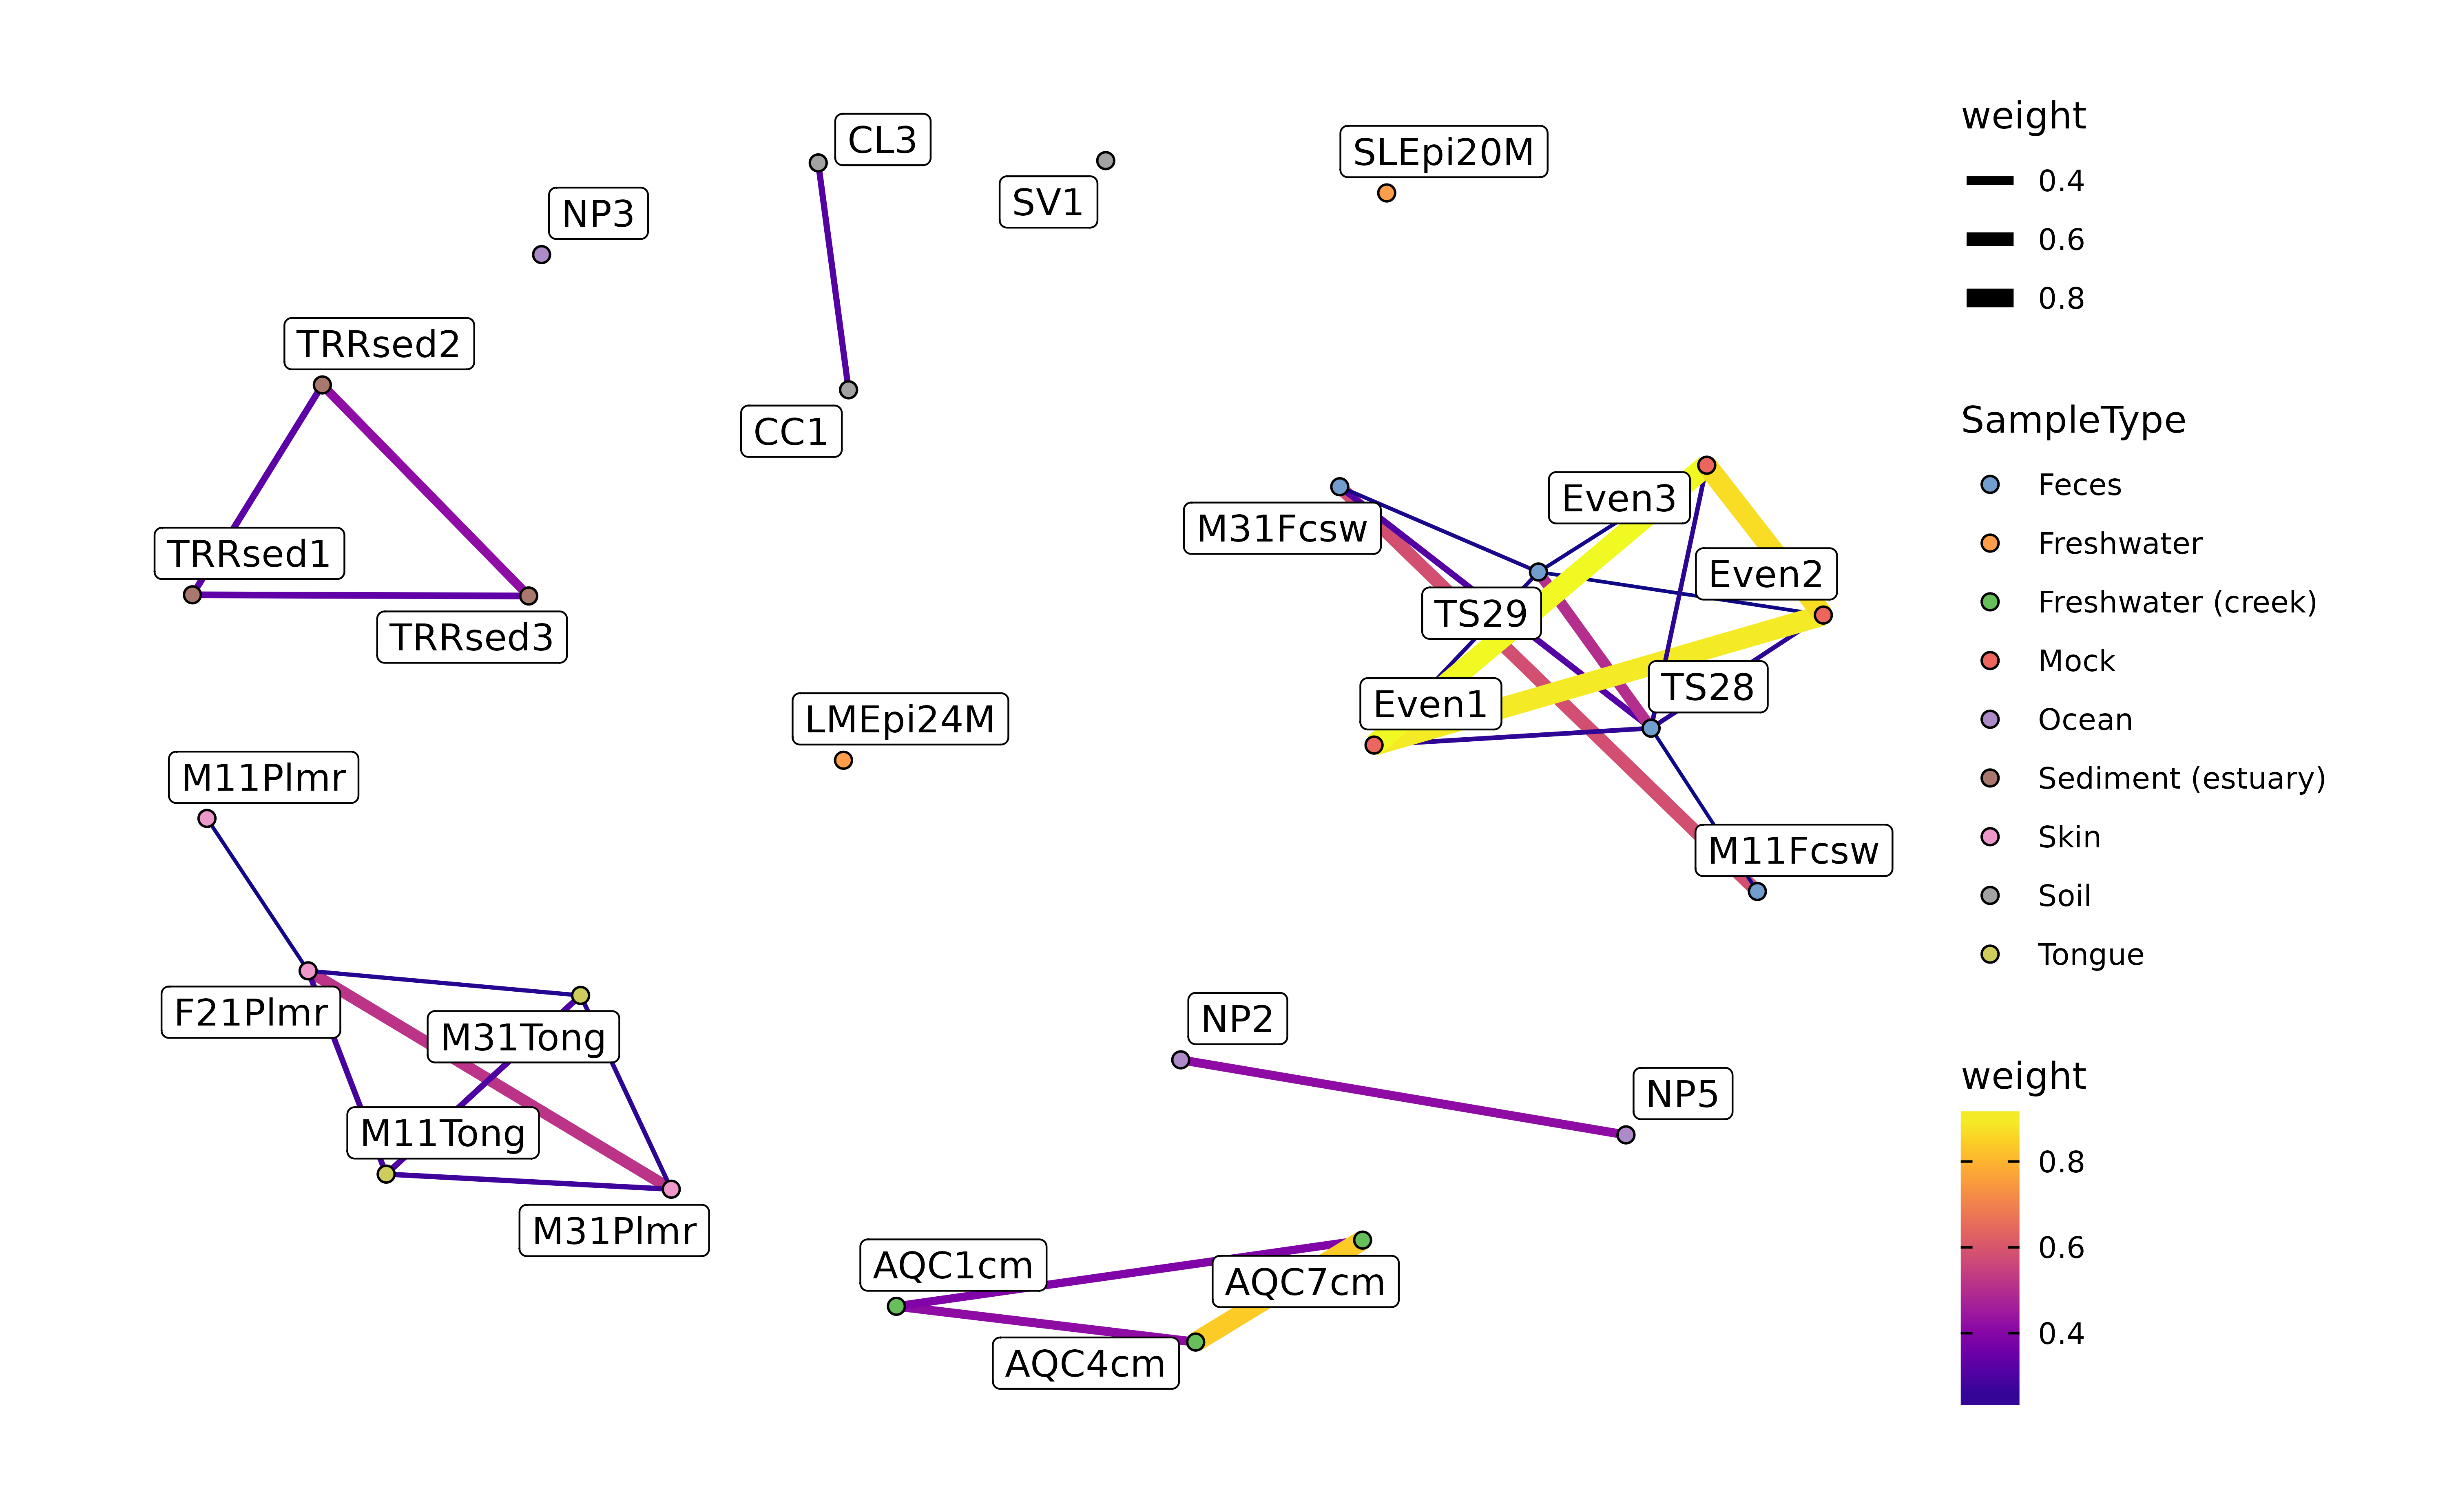 CL3
SV1
SLEpi20M
NP3
TRRsed2
CC1
TRRsed1
TRRsed3
M31Fcsw
Even3
Even2
TS29
TS28
Even1
LMEpi24M
M11Fcsw
M11Plmr
F21Plmr
M31Tong
M11Tong
M31Plmr
NP2
NP5
AQC1cm
AQC7cm
AQC4cm
weight
0.4
0.6
0.8
SampleType
Feces
Freshwater
Freshwater (creek)
Mock
Ocean
Sediment (estuary)
Skin
Soil
Tongue
weight
0.8
0.6
0.4